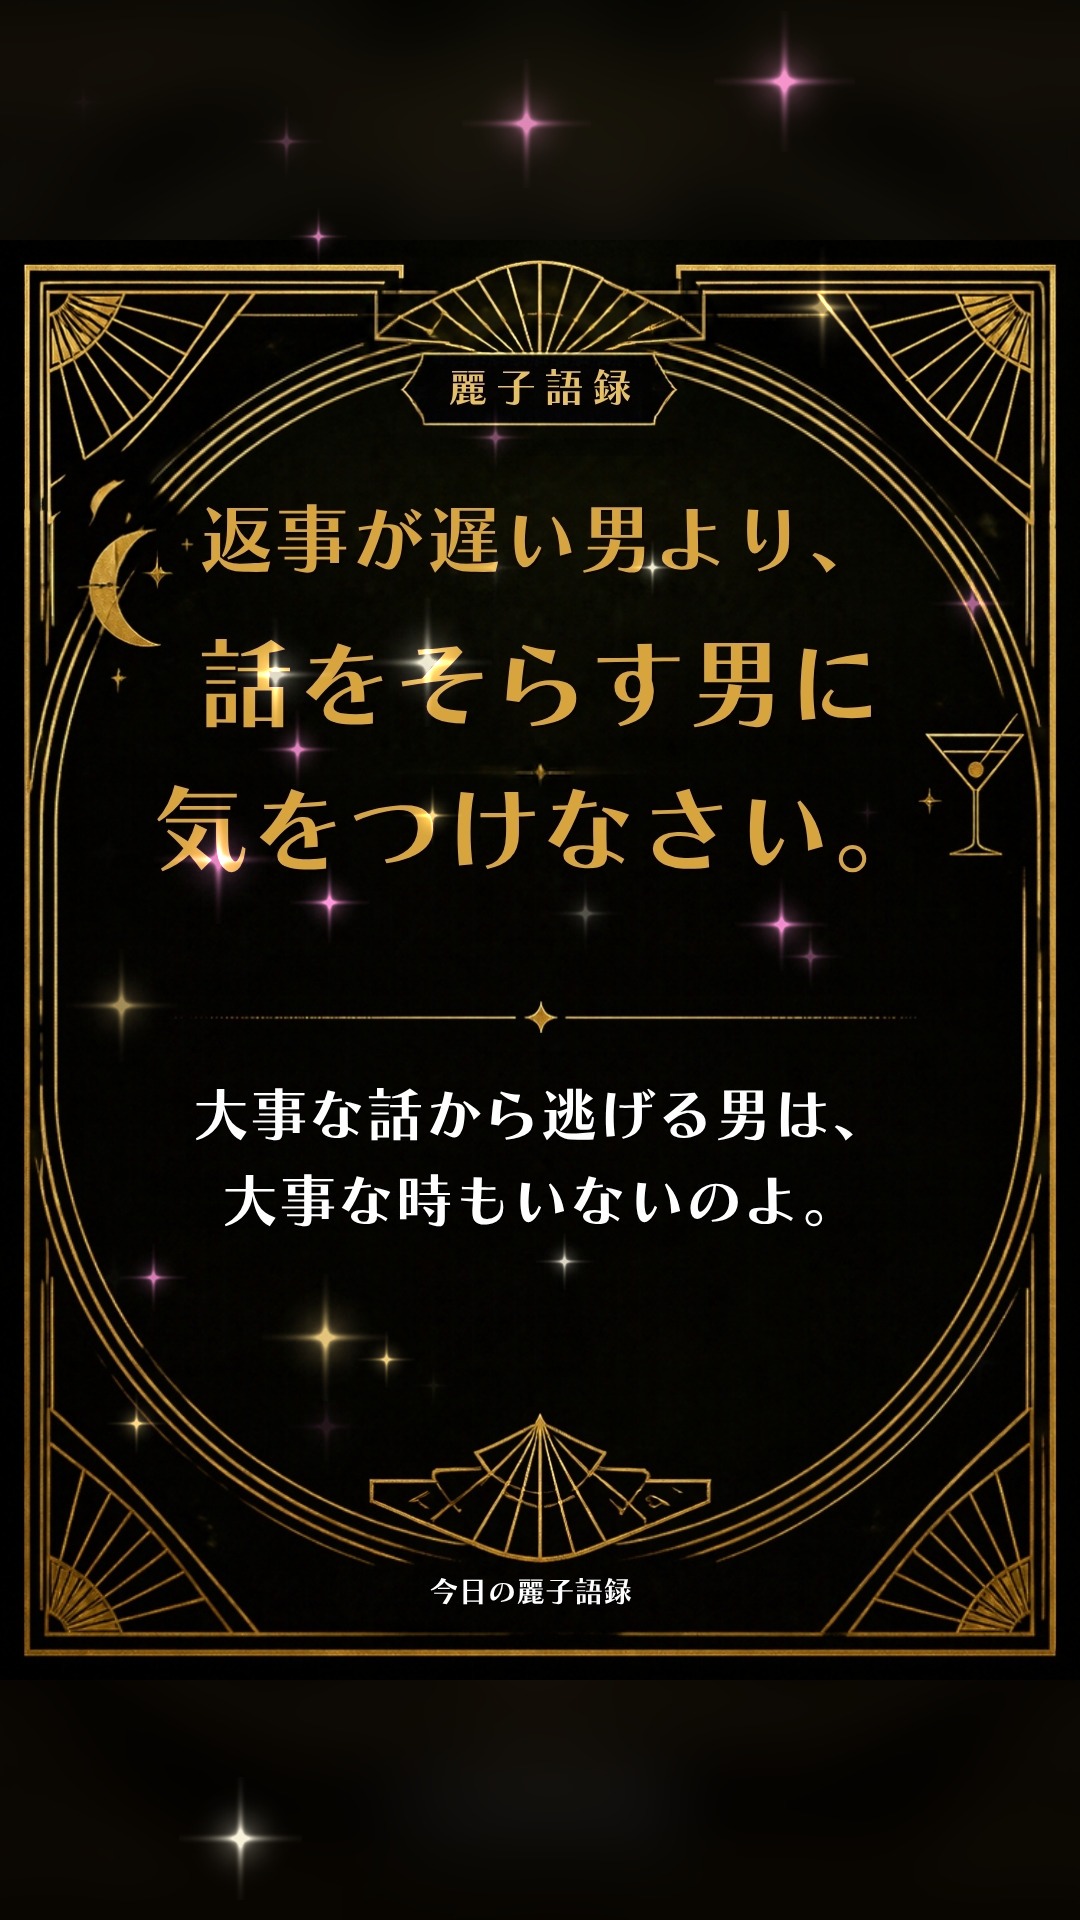 麗子語録
返事が遅い男より、
話をそらす男に
気をつけなさい。
大事な話から逃げる男は、
大事な時もいないのよ。
今日の麗子語録